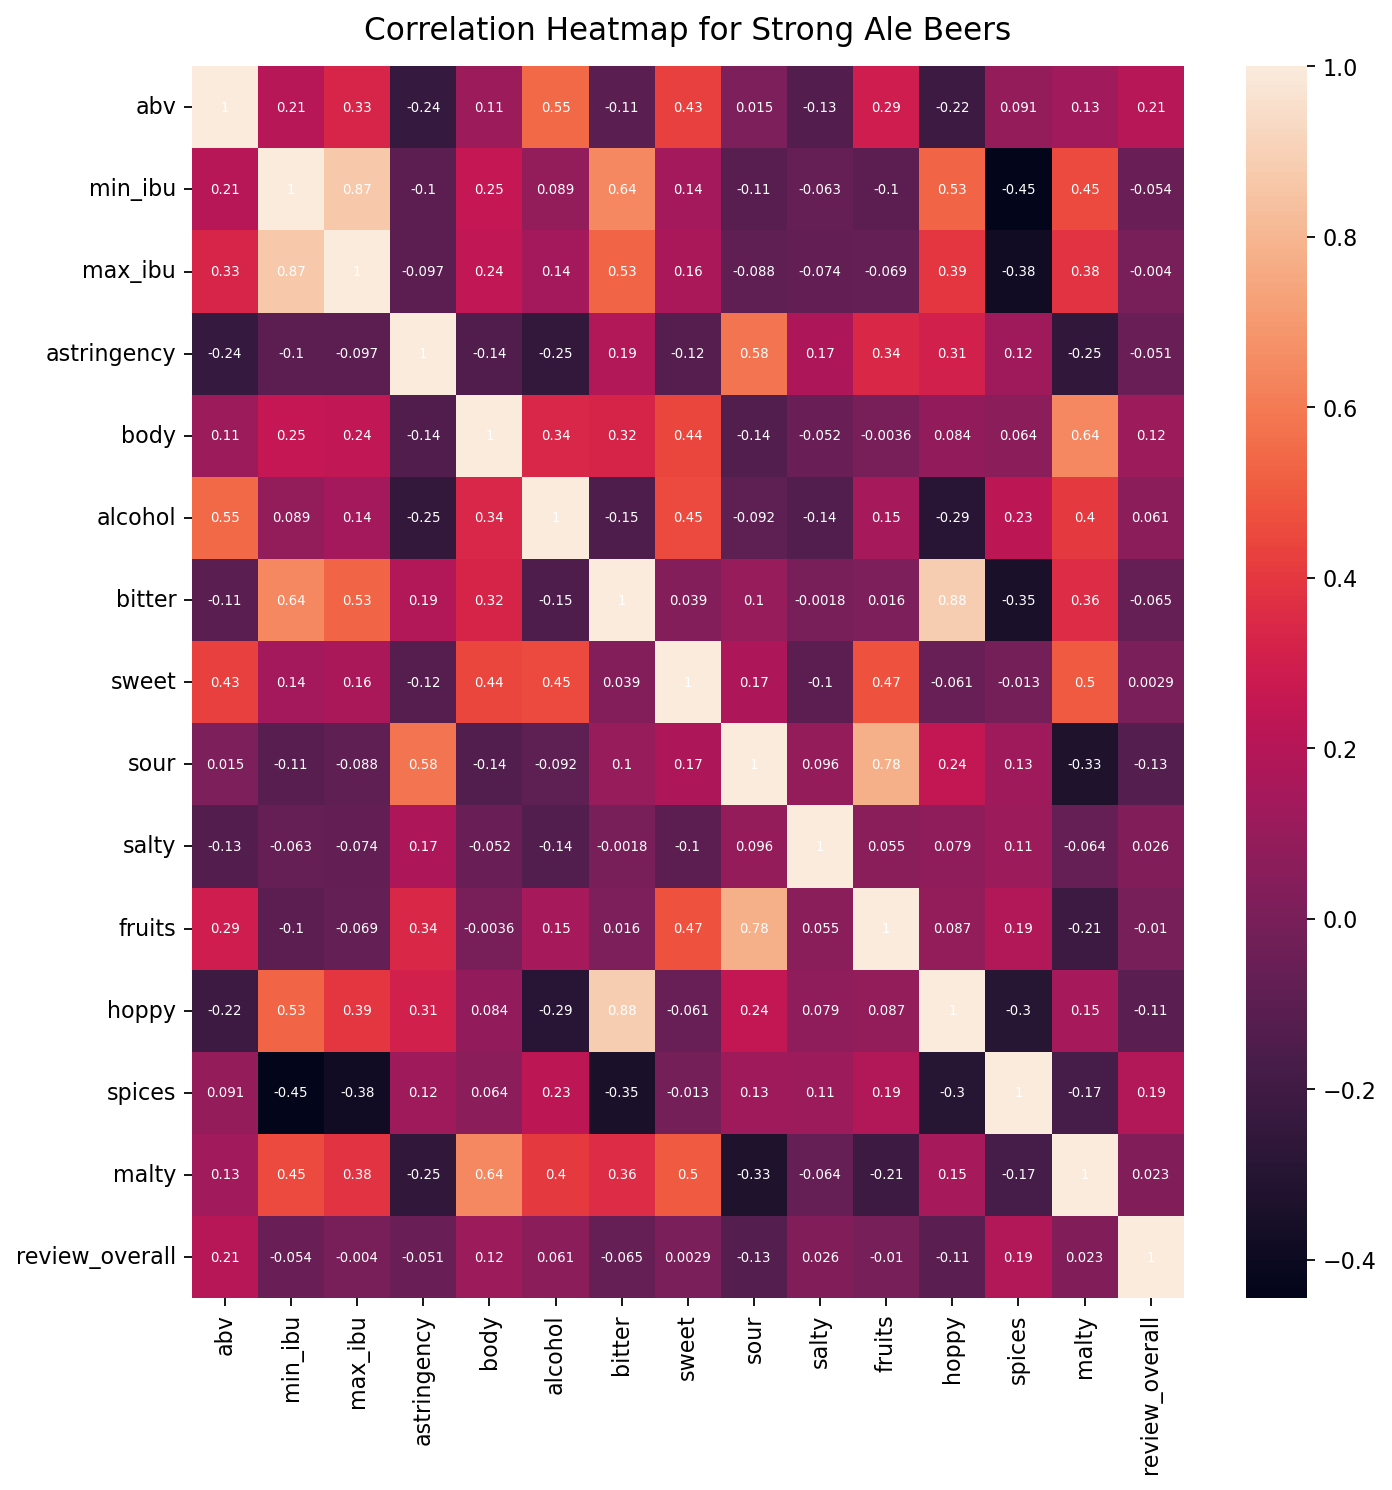 Correlation Heatmap for Strong Ale Beers
abv 1 0.21 0.33 -0.24 0.11 0.55 -0.11 0.43 0.015 -0.13 0.29 -0.22 0.091 0.13 0.21
min_ibu 0.21 1 0.87 -0.1 0.25 0.089 0.64 0.14 -0.11 -0.063 -0.1 0.53 -0.45 0.45 -0.054
max_ibu 0.33 0.87 1 -0.097 0.24 0.14 0.53 0.16 -0.088 -0.074 -0.069 0.39 -0.38 0.38 -0.004
astringency -0.24 -0.1 -0.097 1 -0.14 -0.25 0.19 -0.12 0.58 0.17 0.34 0.31 0.12 -0.25 -0.051
body 0.11 0.25 0.24 -0.14 1 0.34 0.32 0.44 -0.14 -0.052 -0.0036 0.084 0.064 0.64 0.12
alcohol 0.55 0.089 0.14 -0.25 0.34 1 -0.15 0.45 -0.092 -0.14 0.15 -0.29 0.23 0.4 0.061
bitter -0.11 0.64 0.53 0.19 0.32 -0.15 1 0.039 0.1 -0.0018 0.016 0.88 -0.35 0.36 -0.065
sweet 0.43 0.14 0.16 -0.12 0.44 0.45 0.039 1 0.17 -0.1 0.47 -0.061 -0.013 0.5 0.0029
sour 0.015 -0.11 -0.088 0.58 -0.14 -0.092 0.1 0.17 1 0.096 0.78 0.24 0.13 -0.33 -0.13
salty -0.13 -0.063 -0.074 0.17 -0.052 -0.14 -0.0018 -0.1 0.096 1 0.055 0.079 0.11 -0.064 0.026
fruits 0.29 -0.1 -0.069 0.34 -0.0036 0.15 0.016 0.47 0.78 0.055 1 0.087 0.19 -0.21 -0.01
hoppy -0.22 0.53 0.39 0.31 0.084 -0.29 0.88 -0.061 0.24 0.079 0.087 1 -0.3 0.15 -0.11
spices 0.091 -0.45 -0.38 0.12 0.064 0.23 -0.35 -0.013 0.13 0.11 0.19 -0.3 1 -0.17 0.19
malty 0.13 0.45 0.38 -0.25 0.64 0.4 0.36 0.5 -0.33 -0.064 -0.21 0.15 -0.17 1 0.023
review_overall 0.21 -0.054 -0.004 -0.051 0.12 0.061 -0.065 0.0029 -0.13 0.026 -0.01 -0.11 0.19 0.023 1
abv min_ibu max_ibu astringency body alcohol bitter sweet sour salty fruits hoppy spices malty review_overall
1.0
0.8
0.6
0.4
0.2
0.0
−0.2
−0.4